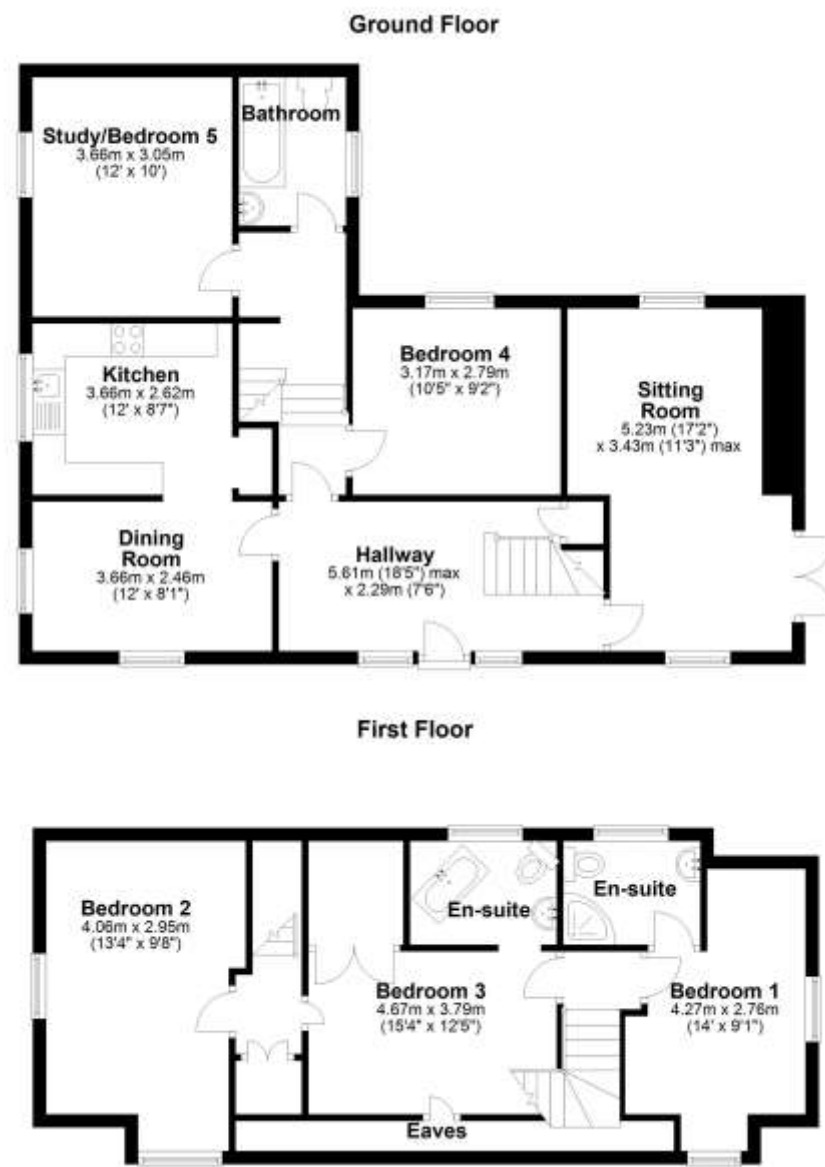 Ground Floor
Bathroom
Study/Bedroom 5
3.66m x 3.05m
(12' x 10')
Kitchen
3.66m x 2.62m
(12' x 8'7")
Bedroom 4
3.17m x 2.79m
(10'5" x 9'2")
Sitting
Room
5.23m (17'2")
x 3.43m (11'3") max
Dining
Room
3.66m x 2.46m
(12' x 8'1")
Hallway
5.61m (18'5") max
x 2.29m (7'6")
First Floor
Bedroom 2
4.06m x 2.95m
(13'4" x 9'8")
En-suite
En-suite
Bedroom 3
4.67m x 3.79m
(15'4" x 12'5")
Bedroom 1
4.27m x 2.76m
(14' x 9'1")
Eaves